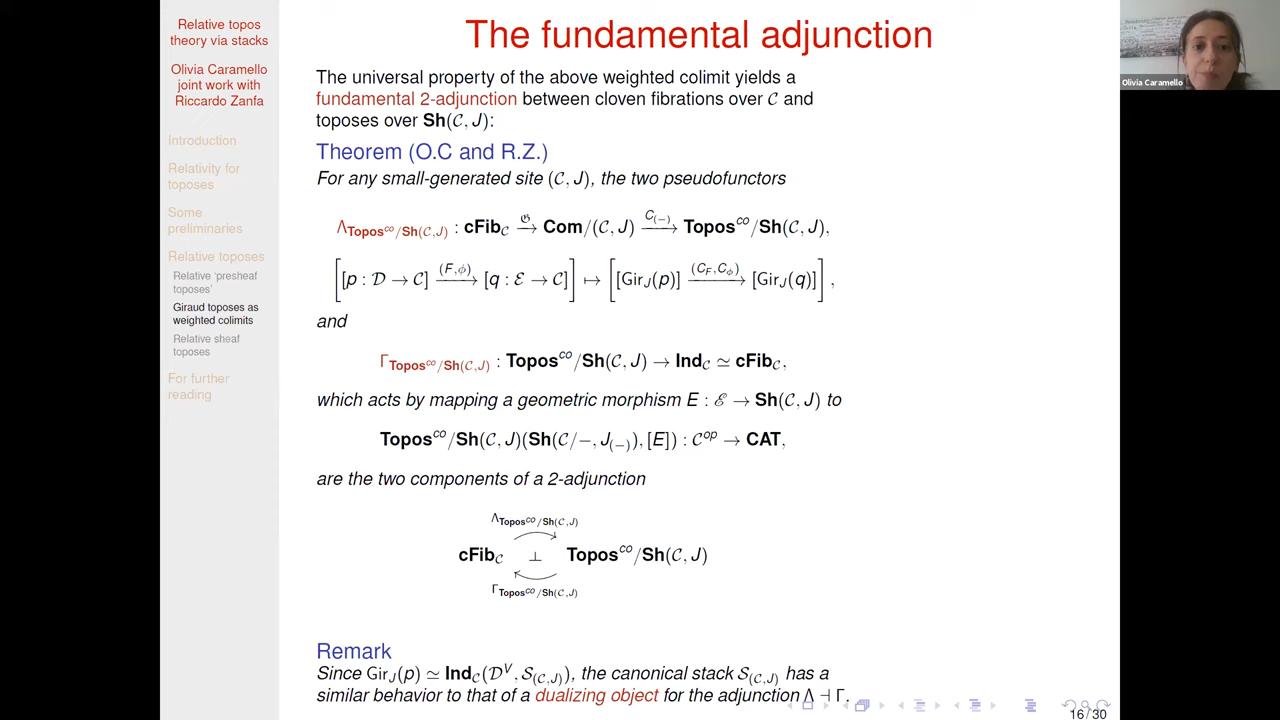 Relative topos
theory via stacks
Olivia Caramello
joint work with
Riccardo Zanfa
Introduction
Relativity for
toposes
Some
preliminaries
Relative toposes
Relative ‘presheaf
toposes’
Giraud toposes as
weighted colimits
Relative sheaf
toposes
For further
reading
The fundamental adjunction
The universal property of the above weighted colimit yields a
fundamental 2-adjunction between cloven fibrations over 𝒞 and
toposes over Sh(𝒞, J):
Theorem (O.C and R.Z.)
For any small-generated site (𝒞, J), the two pseudofunctors
Λ_{Topos^{co}/Sh(𝒞,J)} : cFib_𝒞 \xrightarrow{𝔊} Com/(𝒞, J) \xrightarrow{C_{(-)}} Topos^{co}/Sh(𝒞, J),
[[p : 𝒟 → 𝒞] \xrightarrow{(F,ϕ)} [q : ℰ → 𝒞]] ↦ [[Gir_J(p)] \xrightarrow{(C_F,C_ϕ)} [Gir_J(q)]],
and
Γ_{Topos^{co}/Sh(𝒞,J)} : Topos^{co}/Sh(𝒞, J) → Ind_𝒞 ≃ cFib_𝒞,
which acts by mapping a geometric morphism E : ℰ → Sh(𝒞, J) to
Topos^{co}/Sh(𝒞, J)(Sh(𝒞/−, J_{(−)}), [E]) : 𝒞^{op} → CAT,
are the two components of a 2-adjunction
Λ_{Topos^{co}/Sh(𝒞,J)}
cFib_𝒞 ⊥ Topos^{co}/Sh(𝒞, J)
Γ_{Topos^{co}/Sh(𝒞,J)}
Remark
Since Gir_J(p) ≃ Ind_𝒞(𝒟^V, 𝒮_{(𝒞,J)}), the canonical stack 𝒮_{(𝒞,J)} has a
similar behavior to that of a dualizing object for the adjunction Λ ⊣ Γ.
16/30
Olivia Caramello